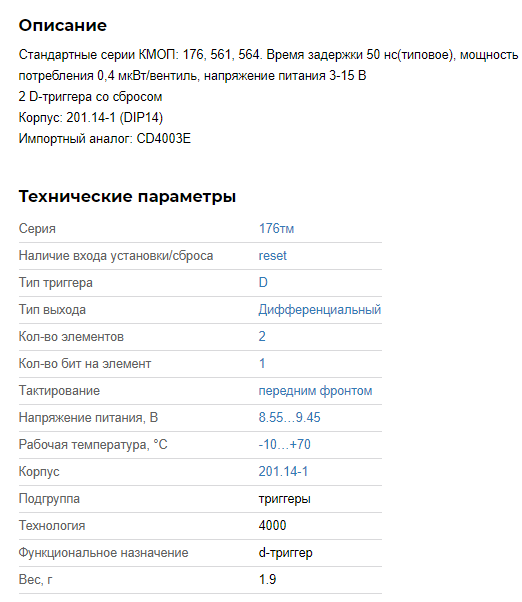 Описание
Стандартные серии КМОП: 176, 561, 564. Время задержки 50 нс(типовое), мощность
потребления 0,4 мкВт/вентиль, напряжение питания 3-15 В
2 D-триггера со сбросом
Корпус: 201.14-1 (DIP14)
Импортный аналог: CD4003E
Технические параметры
Серия 176тм
Наличие входа установки/сброса reset
Тип триггера D
Тип выхода Дифференциальный
Кол-во элементов 2
Кол-во бит на элемент 1
Тактирование передним фронтом
Напряжение питания, В 8.55…9.45
Рабочая температура, °C -10…+70
Корпус 201.14-1
Подгруппа триггеры
Технология 4000
Функциональное назначение d-триггер
Вес, г 1.9